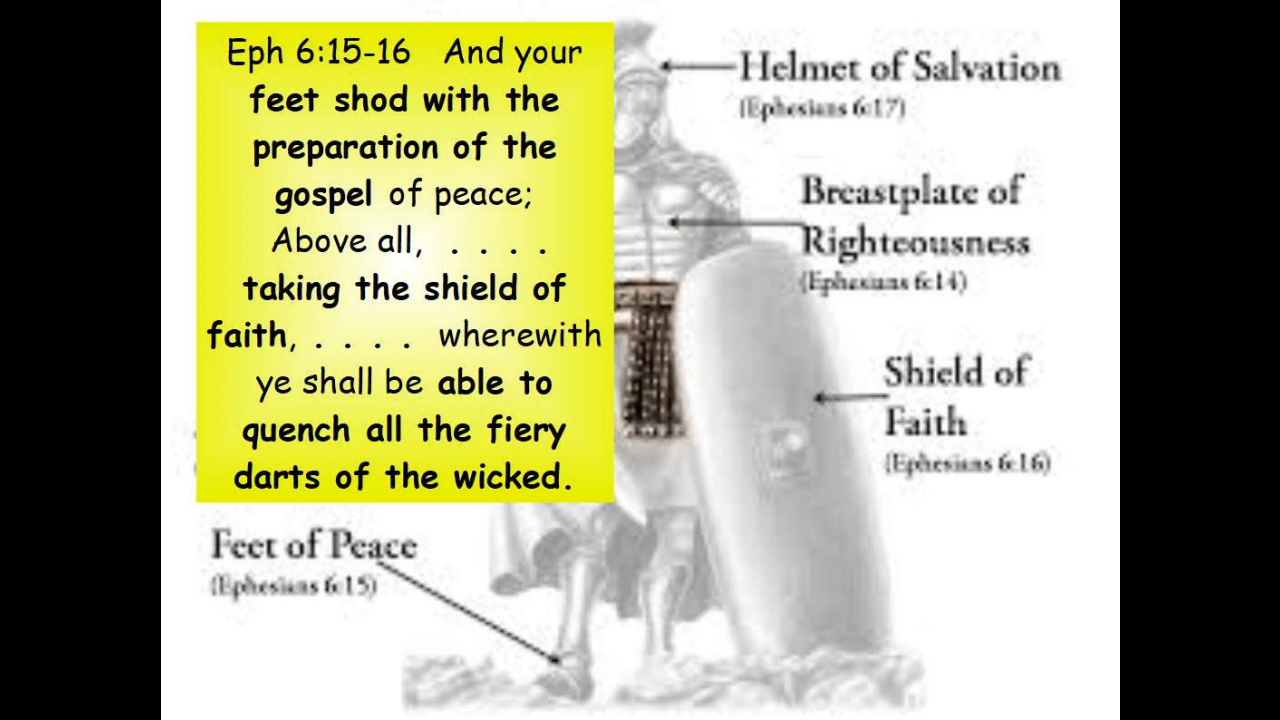 Eph 6:15-16 And your
feet shod with the
preparation of the
gospel of peace;
Above all, . . . .
taking the shield of
faith, . . . . wherewith
ye shall be able to
quench all the fiery
darts of the wicked.
Helmet of Salvation
(Ephesians 6:17)
Breastplate of
Righteousness
(Ephesians 6:14)
Shield of
Faith
(Ephesians 6:16)
Feet of Peace
(Ephesians 6:15)